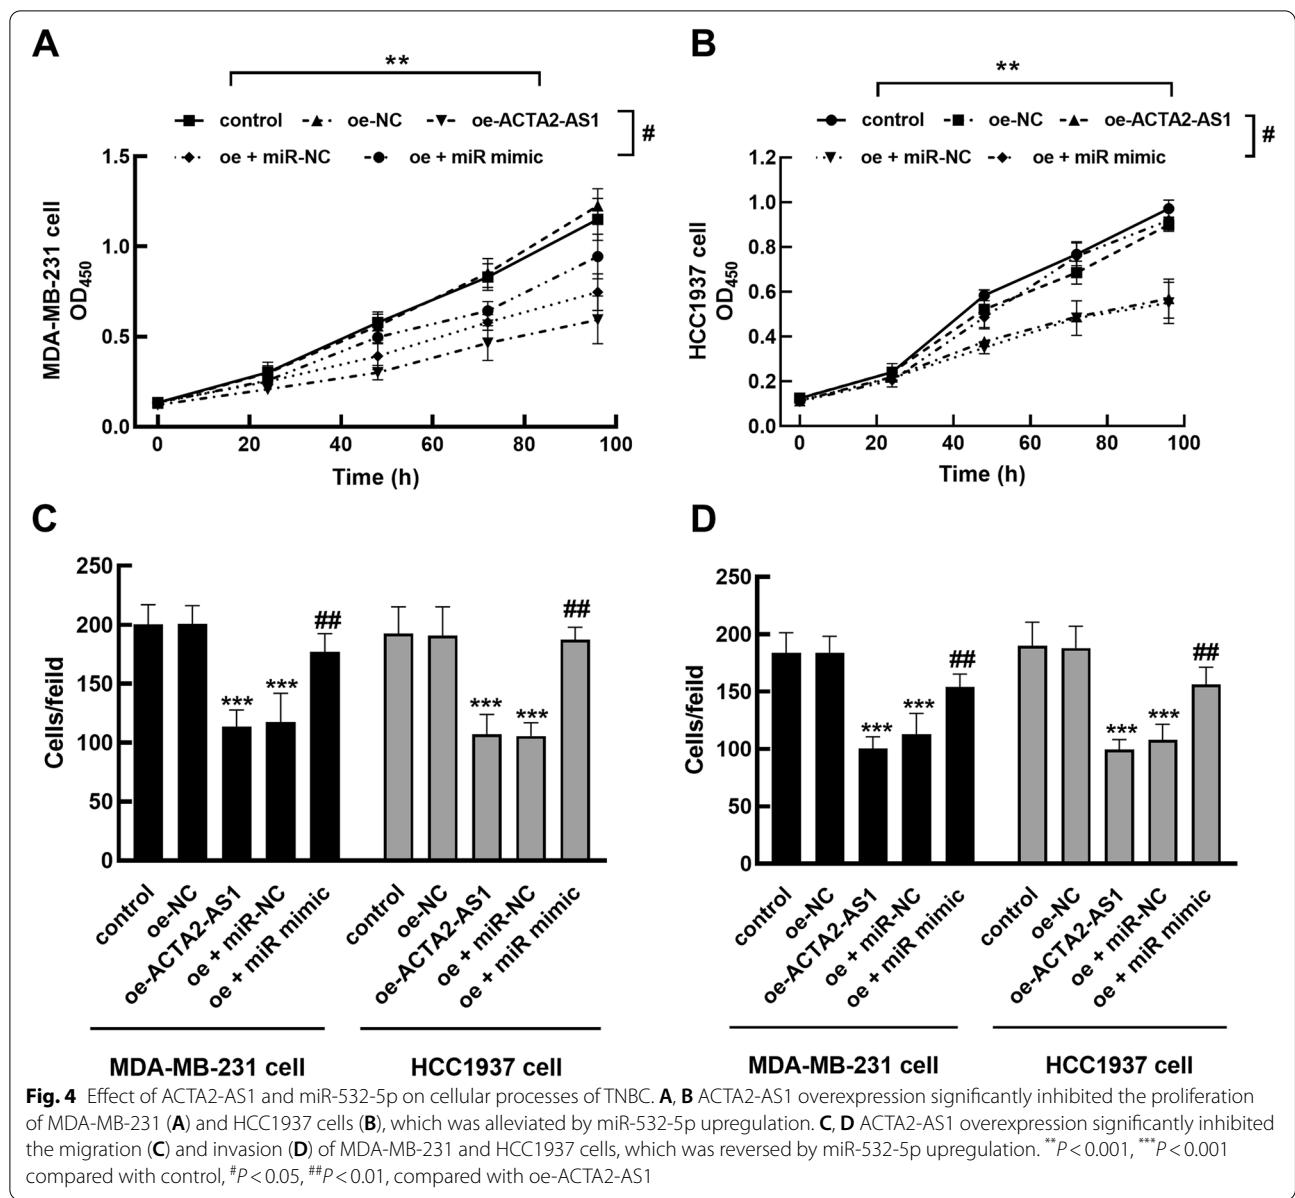 A
**
control oe-NC oe-ACTA2-AS1
oe + miR-NC oe + miR mimic
#
MDA-MB-231 cell
OD450
1.5
1.0
0.5
0.0
0 20 40 60 80 100
Time (h)
B
**
control oe-NC oe-ACTA2-AS1
oe + miR-NC oe + miR mimic
#
HCC1937 cell
OD450
1.2
1.0
0.8
0.6
0.4
0.2
0.0
0 20 40 60 80 100
Time (h)
C
Cells/feild
250
200
150
100
50
0
*** *** ## *** *** ##
control oe-NC oe-ACTA2-AS1 oe + miR-NC oe + miR mimic control oe-NC oe-ACTA2-AS1 oe + miR-NC oe + miR mimic
MDA-MB-231 cell HCC1937 cell
D
Cells/feild
250
200
150
100
50
0
*** *** ## *** *** ##
control oe-NC oe-ACTA2-AS1 oe + miR-NC oe + miR mimic control oe-NC oe-ACTA2-AS1 oe + miR-NC oe + miR mimic
MDA-MB-231 cell HCC1937 cell
Fig. 4 Effect of ACTA2-AS1 and miR-532-5p on cellular processes of TNBC. A, B ACTA2-AS1 overexpression significantly inhibited the proliferation
of MDA-MB-231 (A) and HCC1937 cells (B), which was alleviated by miR-532-5p upregulation. C, D ACTA2-AS1 overexpression significantly inhibited
the migration (C) and invasion (D) of MDA-MB-231 and HCC1937 cells, which was reversed by miR-532-5p upregulation. **P < 0.001, ***P < 0.001
compared with control, #P < 0.05, ##P < 0.01, compared with oe-ACTA2-AS1